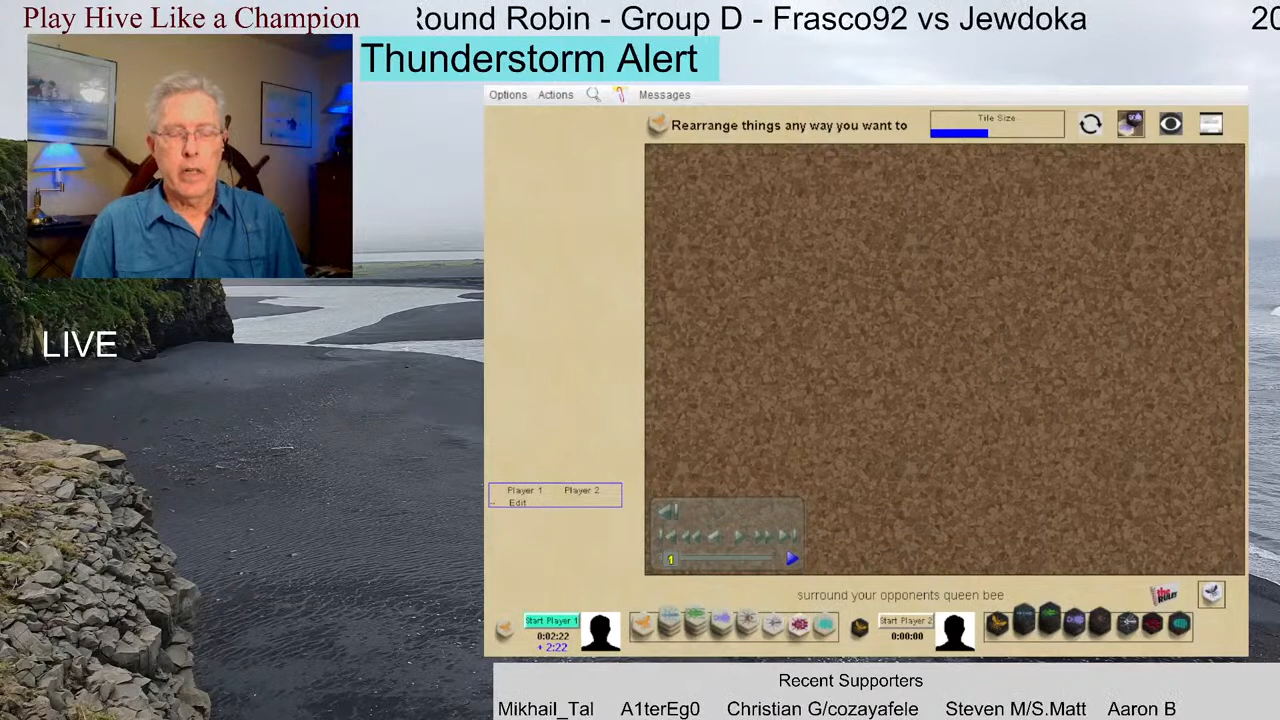 Play Hive Like a Champion
Round Robin - Group D - Frasco92 vs Jewdoka
20
Thunderstorm Alert
Options Actions Messages
Rearrange things any way you want to
Tile Size
LIVE
Player 1 Player 2
-- Edit
1
surround your opponents queen bee
the RULES
Start Player 1
0:02:22
+ 2:22
Start Player 2
0:00:00
Recent Supporters
Mikhail_Tal A1terEg0 Christian G/cozayafele Steven M/S.Matt Aaron B